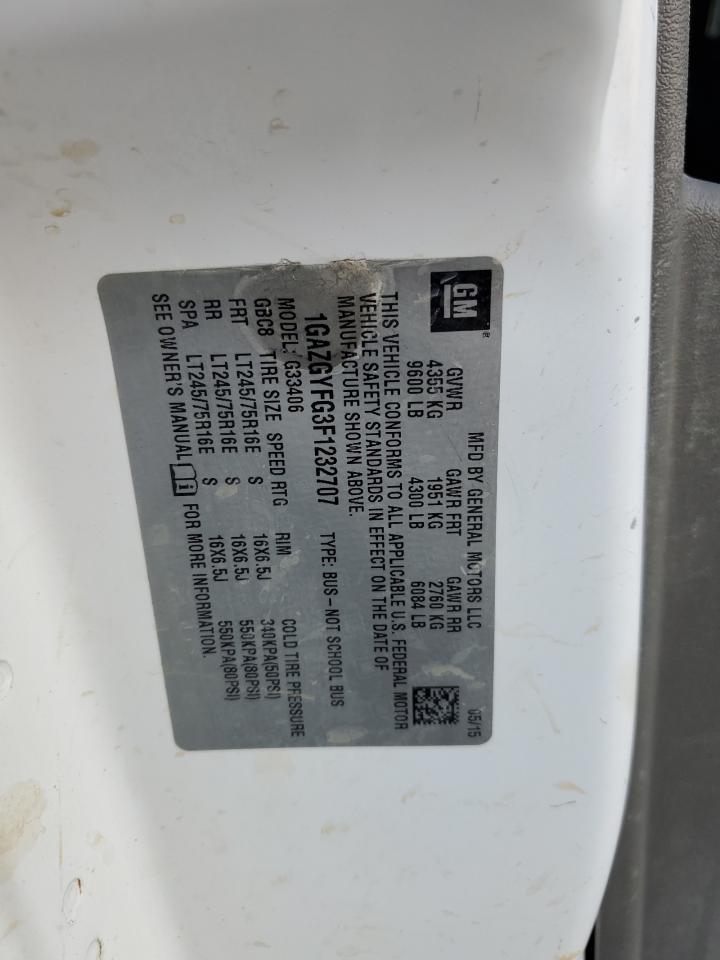 GM
®
MFD BY GENERAL MOTORS LLC
05/15
GVWR GAWR FRT GAWR RR
4355 KG 1951 KG 2760 KG
9600 LB 4300 LB 6084 LB
THIS VEHICLE CONFORMS TO ALL APPLICABLE U.S. FEDERAL MOTOR
VEHICLE SAFETY STANDARDS IN EFFECT ON THE DATE OF
MANUFACTURE SHOWN ABOVE.
1GAZGYFG3F1232707 TYPE: BUS–NOT SCHOOL BUS
MODEL: G33406
GBC8 TIRE SIZE SPEED RTG RIM COLD TIRE PRESSURE
FRT LT245/75R16E S 16X6.5J 340KPA(50PSI)
RR LT245/75R16E S 16X6.5J 550KPA(80PSI)
SPA LT245/75R16E S 16X6.5J 550KPA(80PSI)
SEE OWNER'S MANUAL FOR MORE INFORMATION.